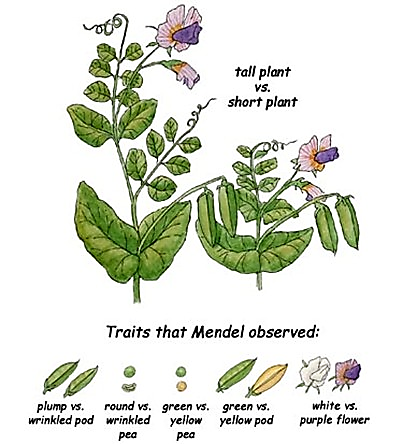 tall plant
vs.
short plant
Traits that Mendel observed:
plump vs.
wrinkled pod
round vs.
wrinkled
pea
green vs.
yellow
pea
green vs.
yellow pod
white vs.
purple flower